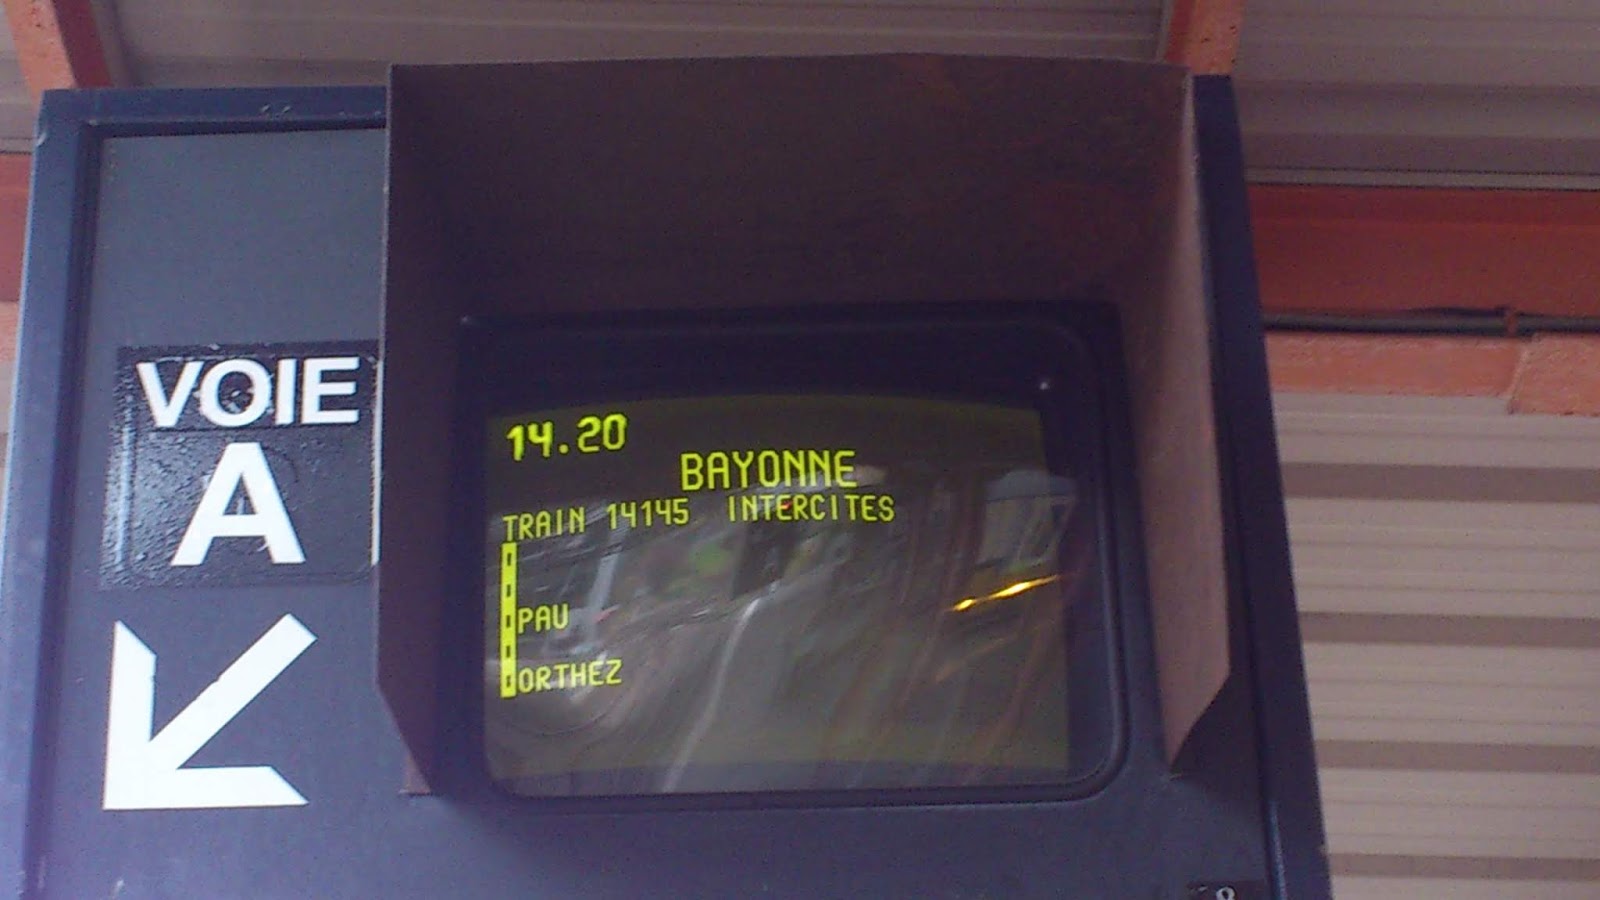 VOIE
A
14.20
BAYONNE
TRAIN 14145 INTERCITES
PAU
ORTHEZ